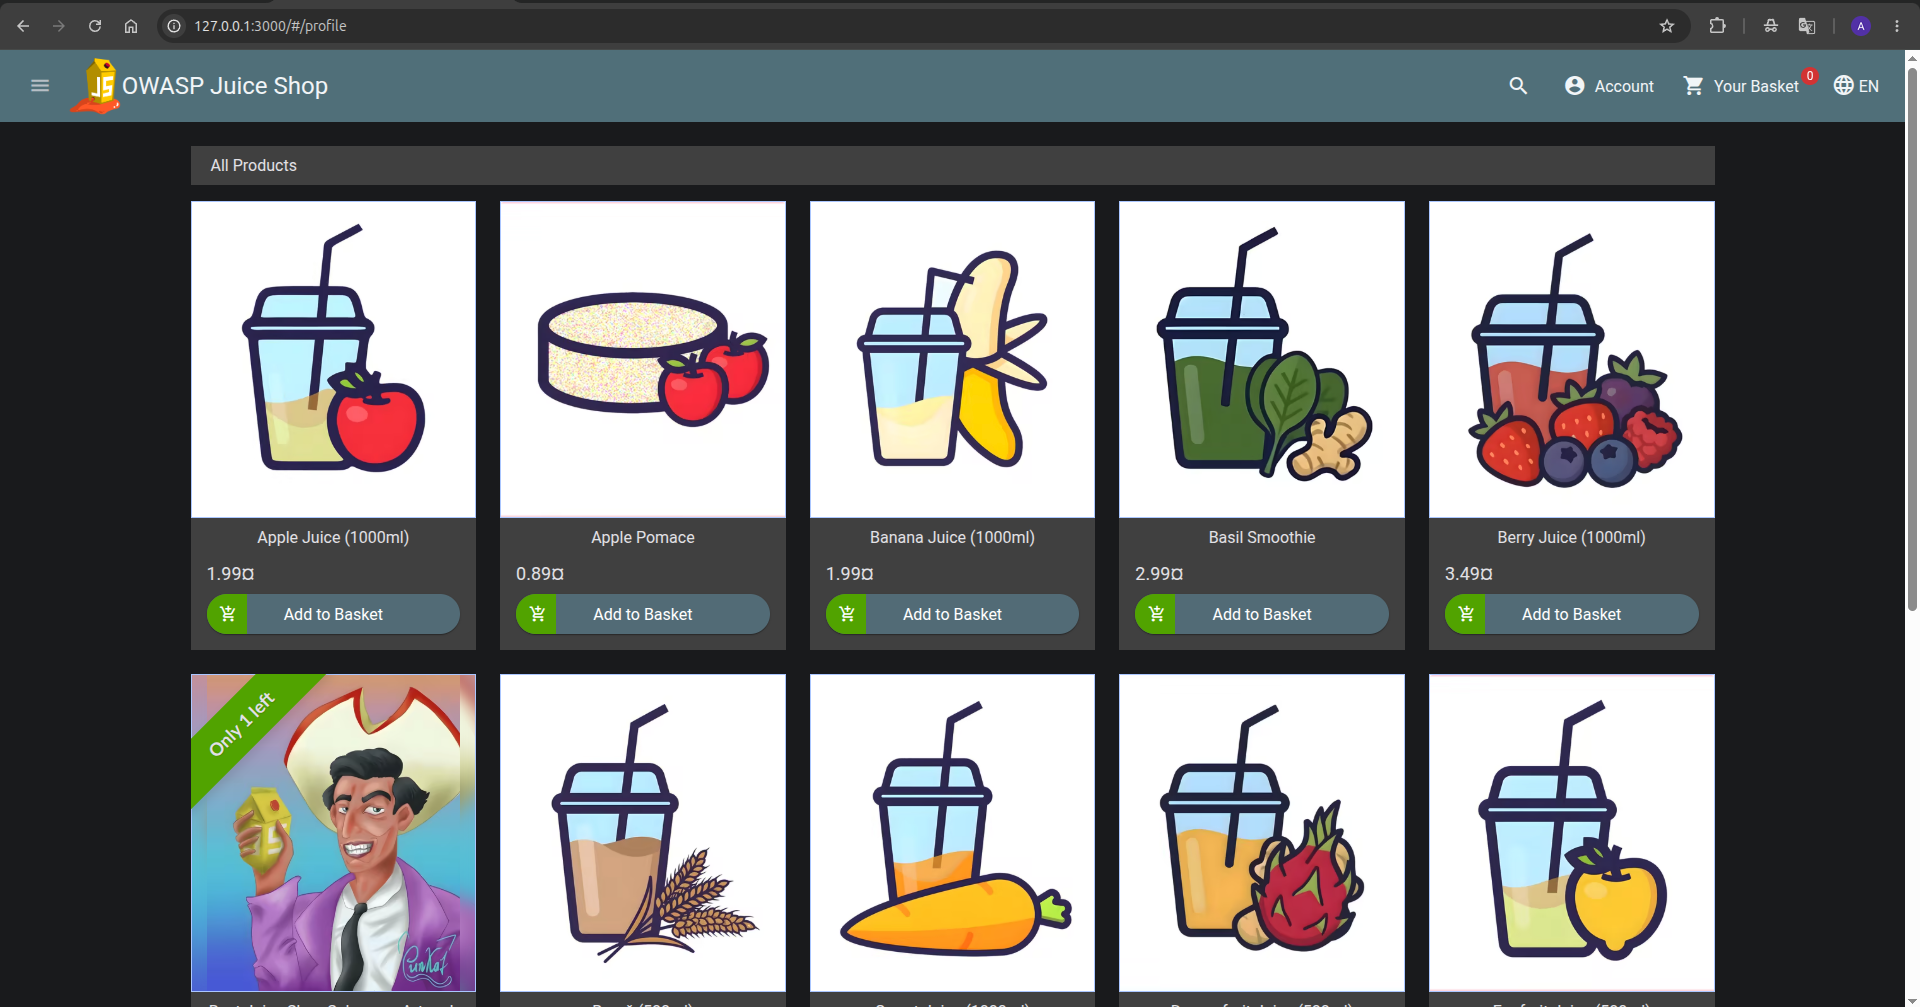 127.0.0.1:3000/#/profile
A
OWASP Juice Shop
Account
Your Basket
0
EN
All Products
Apple Juice (1000ml)
1.99¤
Add to Basket
Apple Pomace
0.89¤
Add to Basket
Banana Juice (1000ml)
1.99¤
Add to Basket
Basil Smoothie
2.99¤
Add to Basket
Berry Juice (1000ml)
3.49¤
Add to Basket
Only 1 left